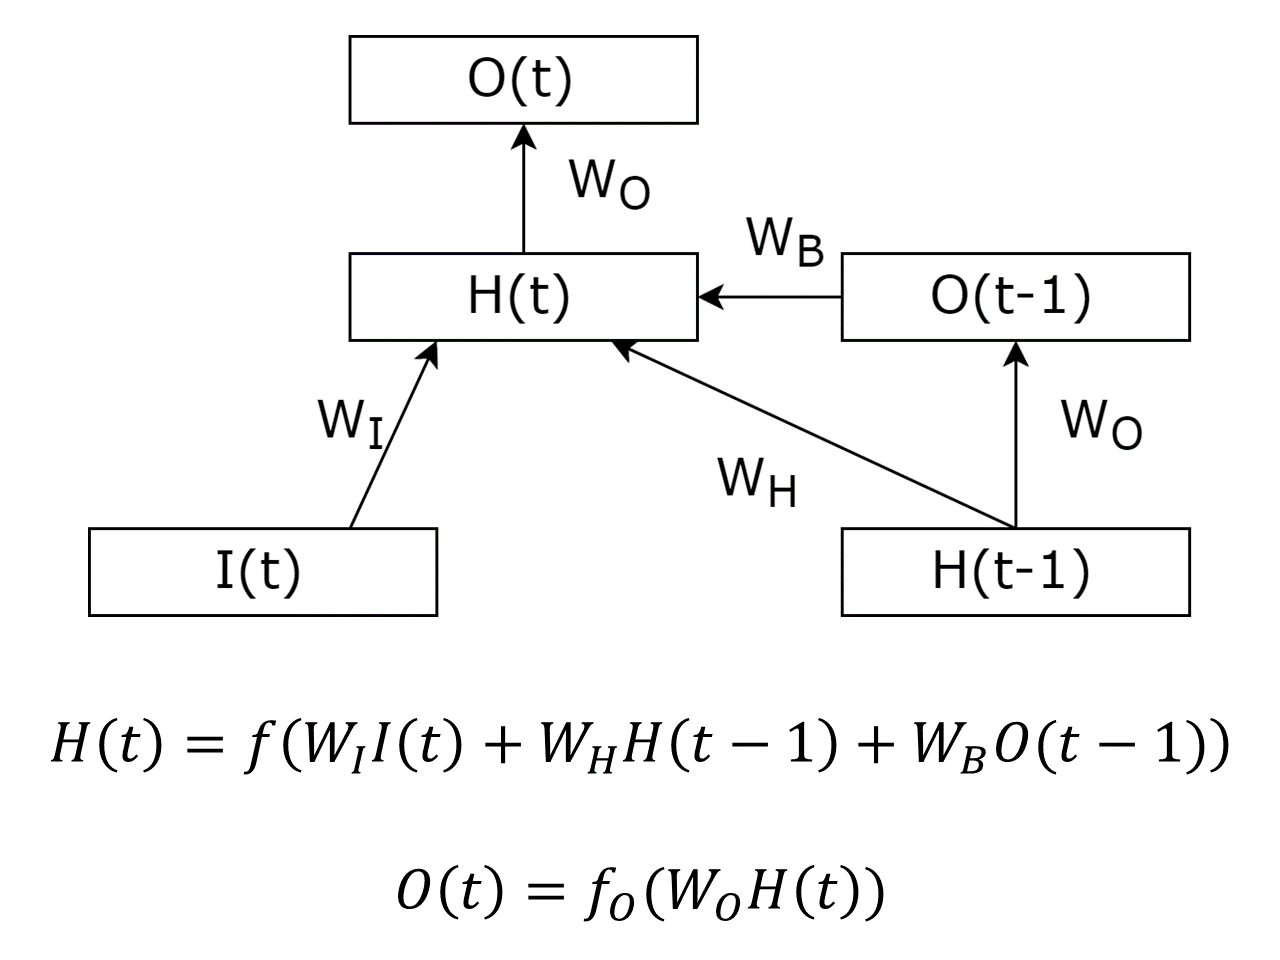 O(t)
W_O
W_B
H(t)
O(t-1)
W_I
W_O
W_H
I(t)
H(t-1)
H(t) = f(W_I I(t) + W_H H(t − 1) + W_B O(t − 1))
O(t) = f_O(W_O H(t))